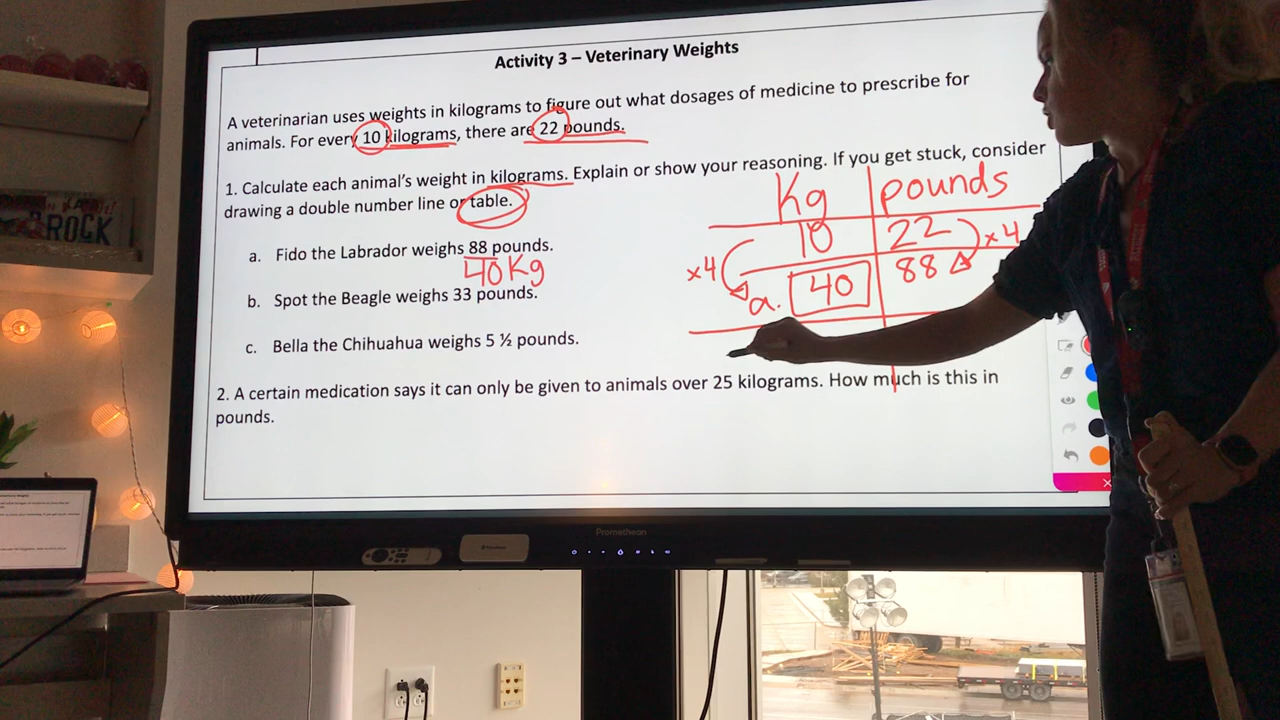 Activity 3 – Veterinary Weights
A veterinarian uses weights in kilograms to figure out what dosages of medicine to prescribe for
animals. For every 10 kilograms, there are 22 pounds.
1. Calculate each animal's weight in kilograms. Explain or show your reasoning. If you get stuck, consider
drawing a double number line or table.
a. Fido the Labrador weighs 88 pounds.
40 Kg
b. Spot the Beagle weighs 33 pounds.
c. Bella the Chihuahua weighs 5 ½ pounds.
2. A certain medication says it can only be given to animals over 25 kilograms. How much is this in
pounds.
Kg pounds
10 22 x4
x4 a. 40 88
Promethean
ROCK